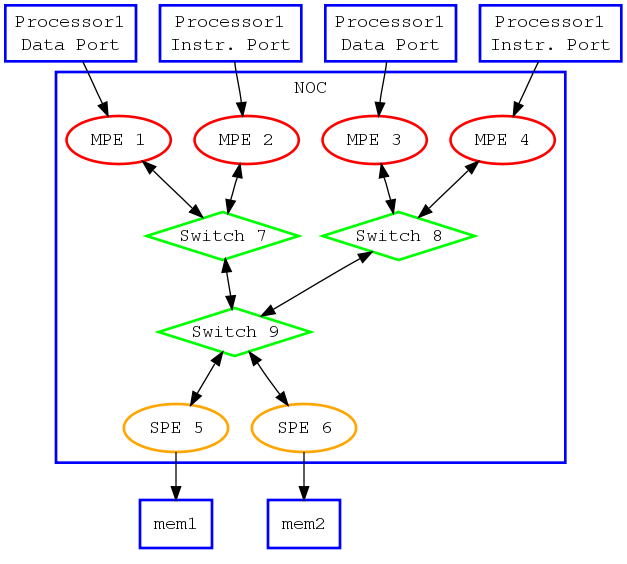 Processor1
Data Port
Processor1
Instr. Port
Processor1
Data Port
Processor1
Instr. Port
NOC
MPE 1
MPE 2
MPE 3
MPE 4
Switch 7
Switch 8
Switch 9
SPE 5
SPE 6
mem1
mem2